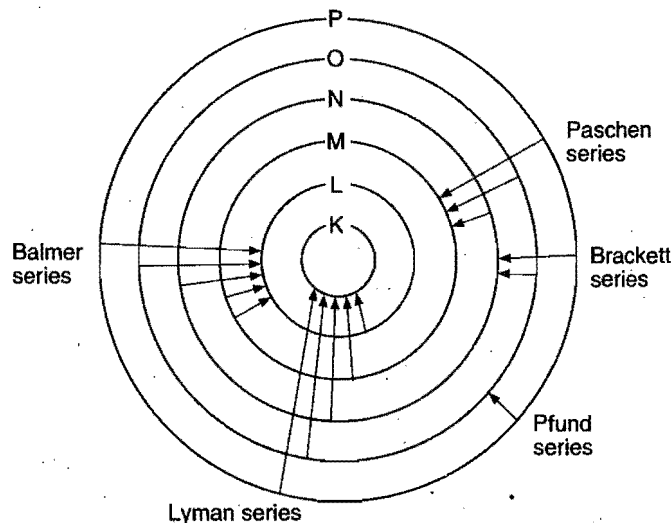 P
O
N
M
L
K
Paschen
series
Balmer
series
Brackett
series
Pfund
series
Lyman series